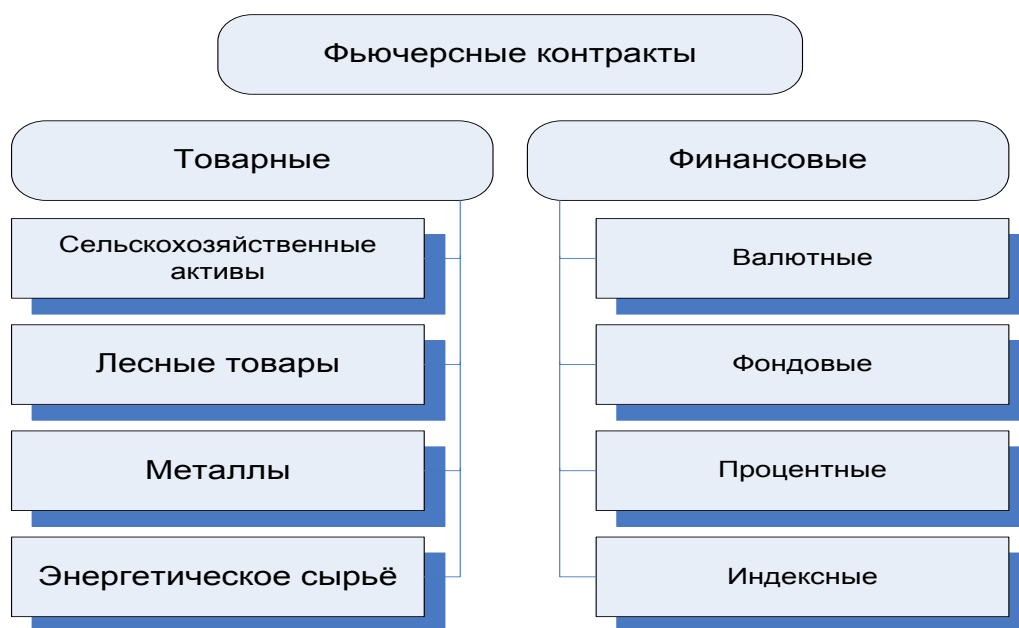 Фьючерсные контракты
Товарные
Финансовые
Сельскохозяйственные
активы
Валютные
Лесные товары
Фондовые
Металлы
Процентные
Энергетическое сырьё
Индексные